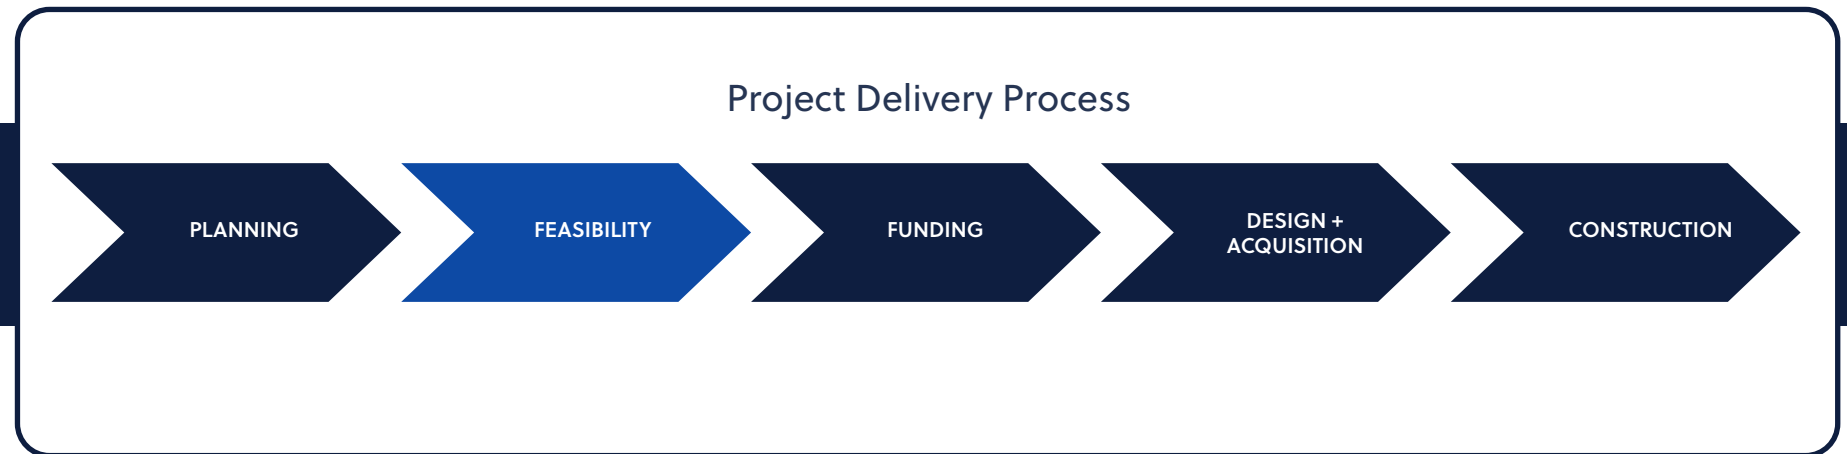 Project Delivery Process
PLANNING
FEASIBILITY
FUNDING
DESIGN +
ACQUISITION
CONSTRUCTION